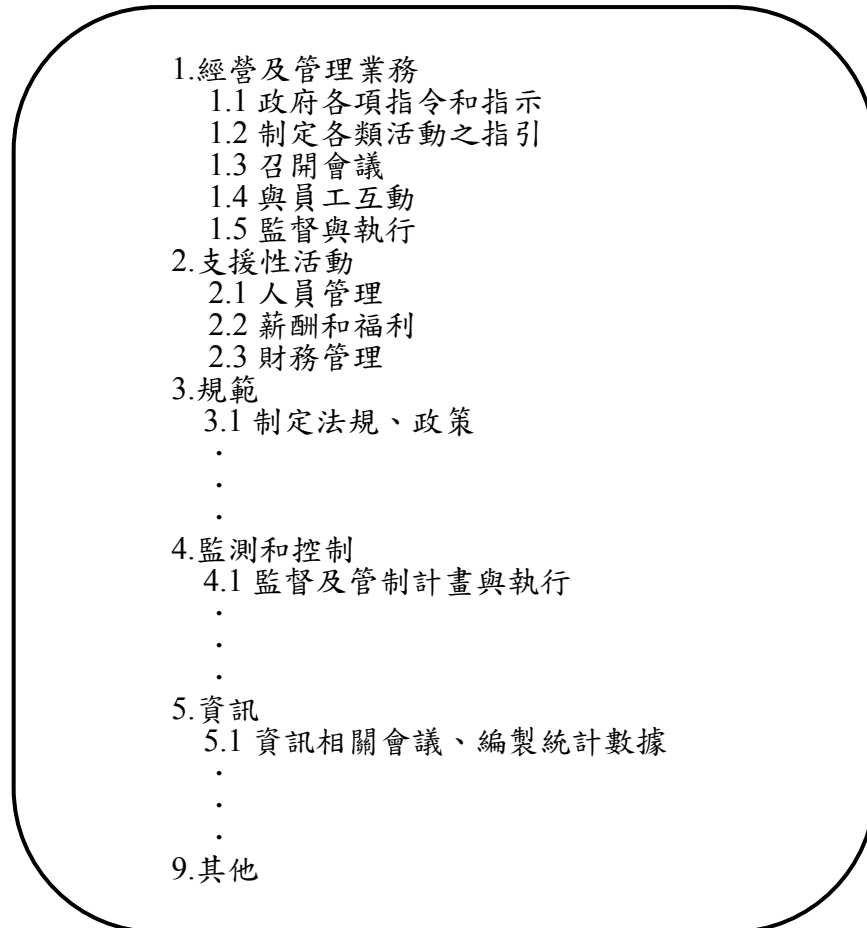 1.經營及管理業務
1.1 政府各項指令和指示
1.2 制定各類活動之指引
1.3 召開會議
1.4 與員工互動
1.5 監督與執行
2.支援性活動
2.1 人員管理
2.2 薪酬和福利
2.3 財務管理
3.規範
3.1 制定法規、政策
．
．
．
4.監測和控制
4.1 監督及管制計畫與執行
．
．
．
5.資訊
5.1 資訊相關會議、編製統計數據
．
．
．
9.其他